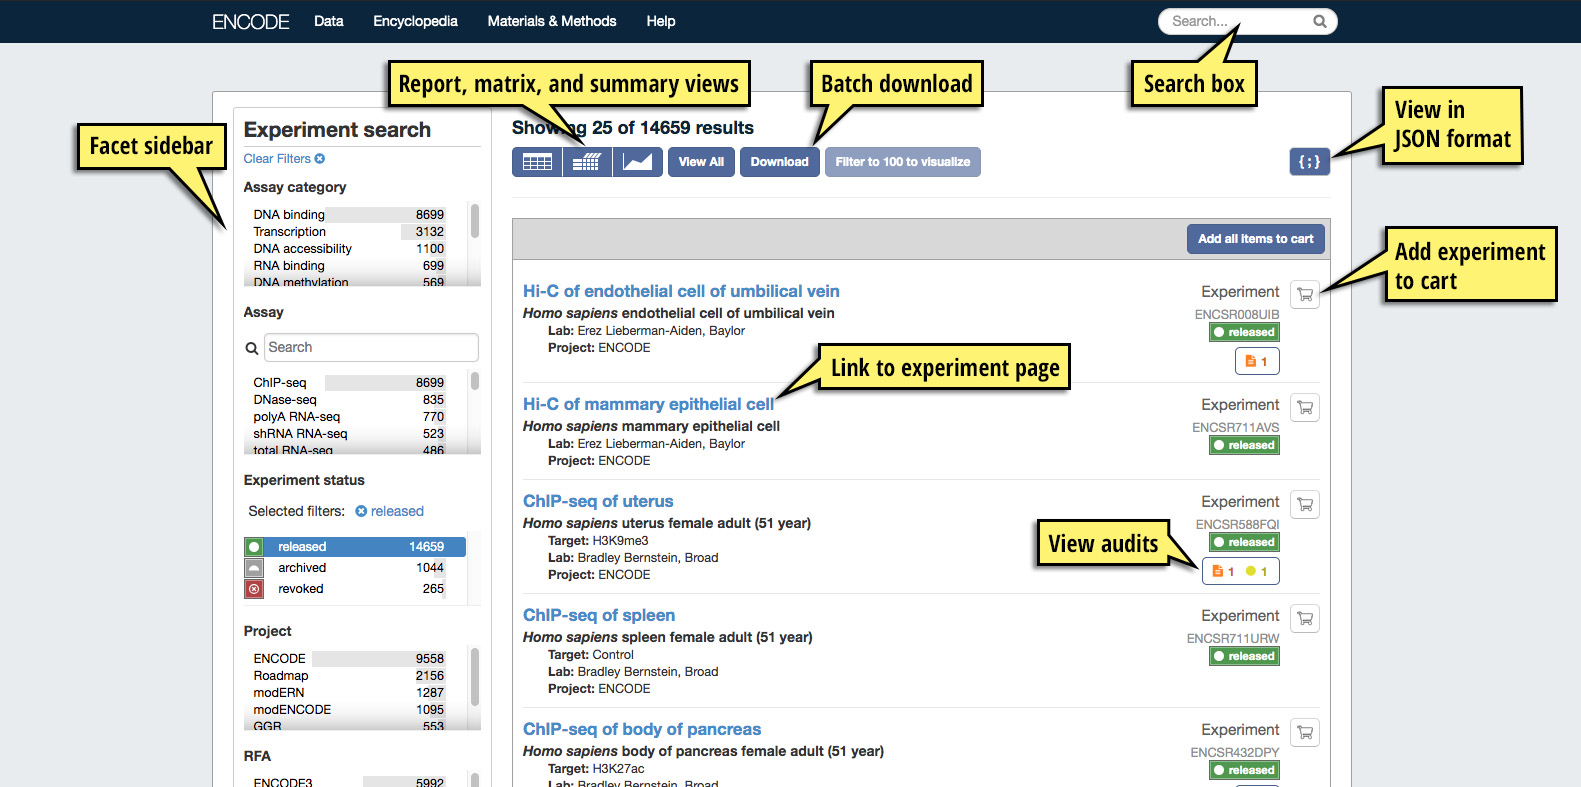 ENCODE Data Encyclopedia Materials & Methods Help Search...
Report, matrix, and summary views
Batch download
Search box
View in
JSON format
Facet sidebar
Experiment search
Clear Filters
Assay category
DNA binding 8699
Transcription 3132
DNA accessibility 1100
RNA binding 699
DNA methylation 569
Assay
Search
ChIP-seq 8699
DNase-seq 835
polyA RNA-seq 770
shRNA RNA-seq 523
total RNA-seq 486
Experiment status
Selected filters: released
released 14659
archived 1044
revoked 265
Project
ENCODE 9558
Roadmap 2156
modERN 1287
modENCODE 1095
GGR 553
RFA
ENCODE3 5992
Showing 25 of 14659 results
View All Download Filter to 100 to visualize {;}
Add all items to cart
Add experiment
to cart
Hi-C of endothelial cell of umbilical vein
Homo sapiens endothelial cell of umbilical vein
Lab: Erez Lieberman-Aiden, Baylor
Project: ENCODE
Experiment
ENCSR008UIB
released
1
Link to experiment page
Hi-C of mammary epithelial cell
Homo sapiens mammary epithelial cell
Lab: Erez Lieberman-Aiden, Baylor
Project: ENCODE
Experiment
ENCSR711AVS
released
ChIP-seq of uterus
Homo sapiens uterus female adult (51 year)
Target: H3K9me3
Lab: Bradley Bernstein, Broad
Project: ENCODE
Experiment
ENCSR588FQI
released
1 1
View audits
ChIP-seq of spleen
Homo sapiens spleen female adult (51 year)
Target: Control
Lab: Bradley Bernstein, Broad
Project: ENCODE
Experiment
ENCSR711URW
released
ChIP-seq of body of pancreas
Homo sapiens body of pancreas female adult (51 year)
Target: H3K27ac
Lab: Bradley Bernstein, Broad
Experiment
ENCSR432DPY
released